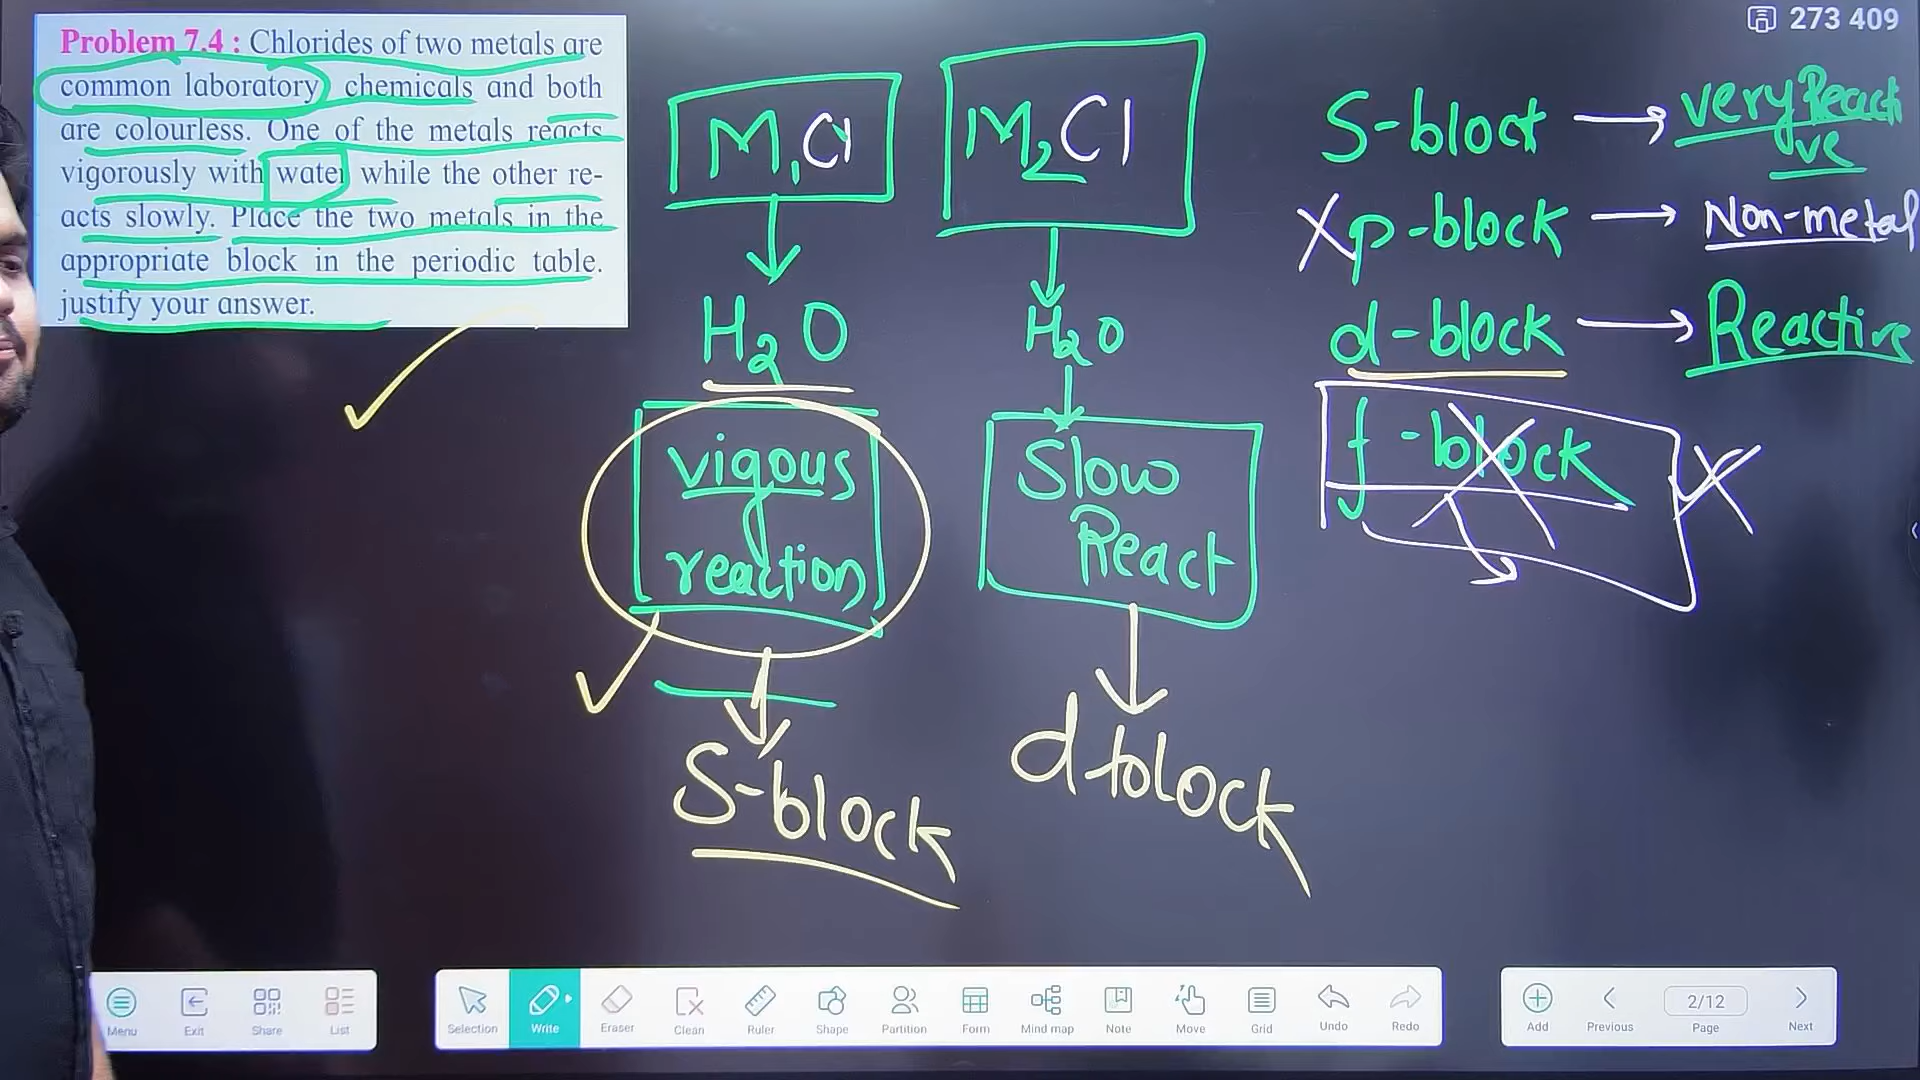 Problem 7.4 : Chlorides of two metals are
common laboratory chemicals and both
are colourless. One of the metals reacts
vigorously with water while the other re-
acts slowly. Place the two metals in the
appropriate block in the periodic table.
justify your answer.
M1Cl
H2O
vigous
reaction
S-block
M2Cl
H2O
Slow
React
d-block
S-block → very React
ve
X p-block → Non-metal
d-block → Reactive
f-block X
273 409
Menu Exit Share List
Selection Write Eraser Clean Ruler Shape Partition Form Mind map Note Move Grid Undo Redo
Add Previous 2/12 Page Next